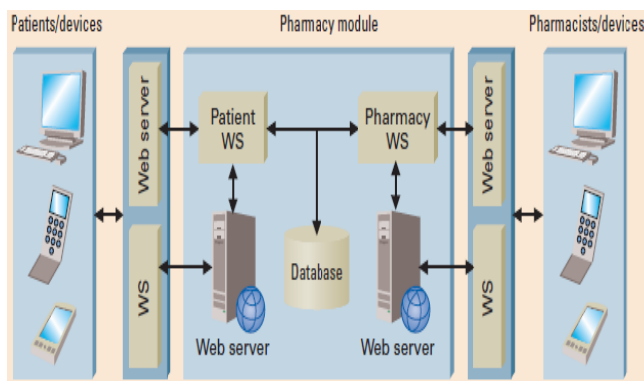 Patients/devices
Pharmacy module
Pharmacists/devices
Web server
WS
Patient
WS
Pharmacy
WS
Database
Web server
Web server
Web server
WS